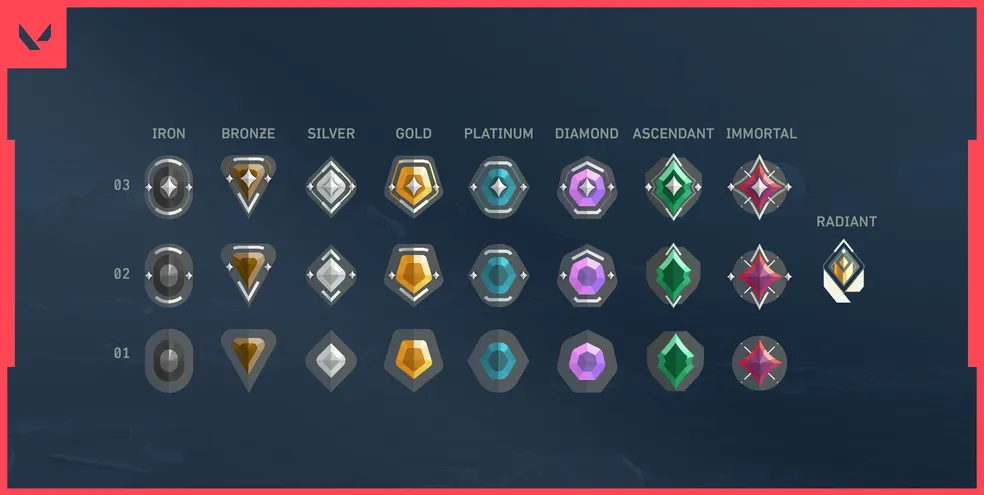 IRON BRONZE SILVER GOLD PLATINUM DIAMOND ASCENDANT IMMORTAL
03
RADIANT
02
01